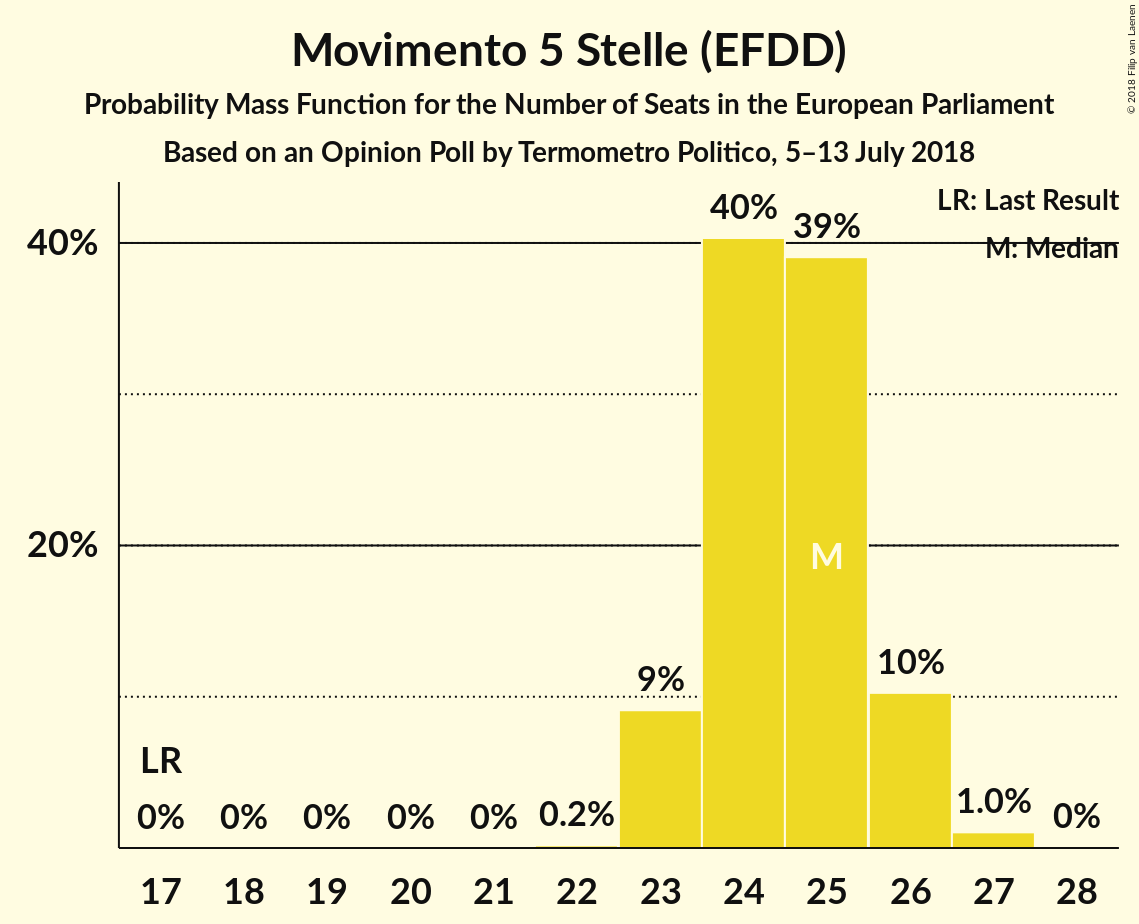 Movimento 5 Stelle (EFDD)
Probability Mass Function for the Number of Seats in the European Parliament
Based on an Opinion Poll by Termometro Politico, 5–13 July 2018
© 2018 Filip van Laenen
LR: Last Result
M: Median
40%
20%
40%
39%
M
9%
10%
LR
0%
0%
0%
0%
0%
0.2%
1.0%
0%
17 18 19 20 21 22 23 24 25 26 27 28